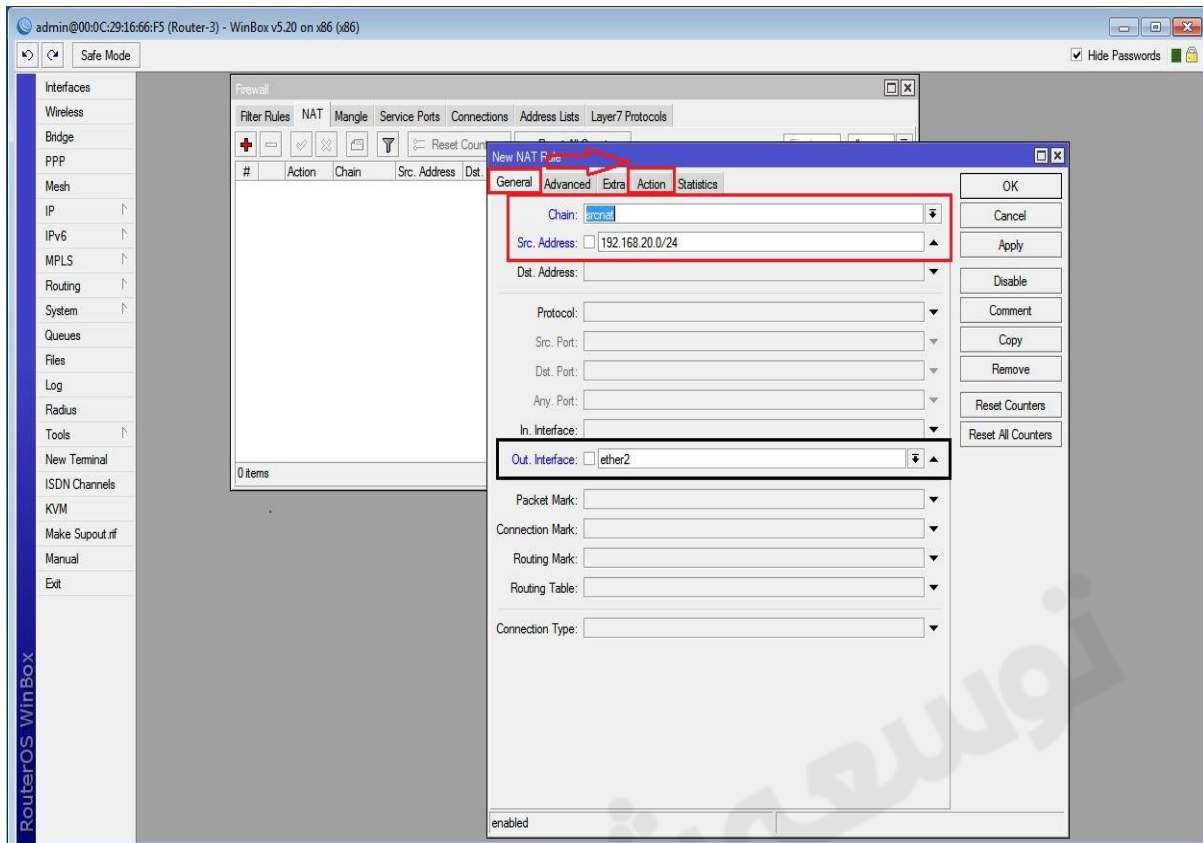 admin@00:0C:29:16:66:F5 (Router-3) - WinBox v5.20 on x86 (x86)
Safe Mode
Hide Passwords
Interfaces
Wireless
Bridge
PPP
Mesh
IP
IPv6
MPLS
Routing
System
Queues
Files
Log
Radius
Tools
New Terminal
ISDN Channels
KVM
Make Supout.rif
Manual
Exit
RouterOS WinBox
Firewall
Filter Rules NAT Mangle Service Ports Connections Address Lists Layer7 Protocols
Reset
# Action Chain Src. Address Dst.
0 items
New NAT Rule
General Advanced Extra Action Statistics
Chain: srcnat
Src. Address: 192.168.20.0/24
Dst. Address:
Protocol:
Src. Port:
Dst. Port:
Any. Port:
In. Interface:
Out. Interface: ether2
Packet Mark:
Connection Mark:
Routing Mark:
Routing Table:
Connection Type:
enabled
OK
Cancel
Apply
Disable
Comment
Copy
Remove
Reset Counters
Reset All Counters